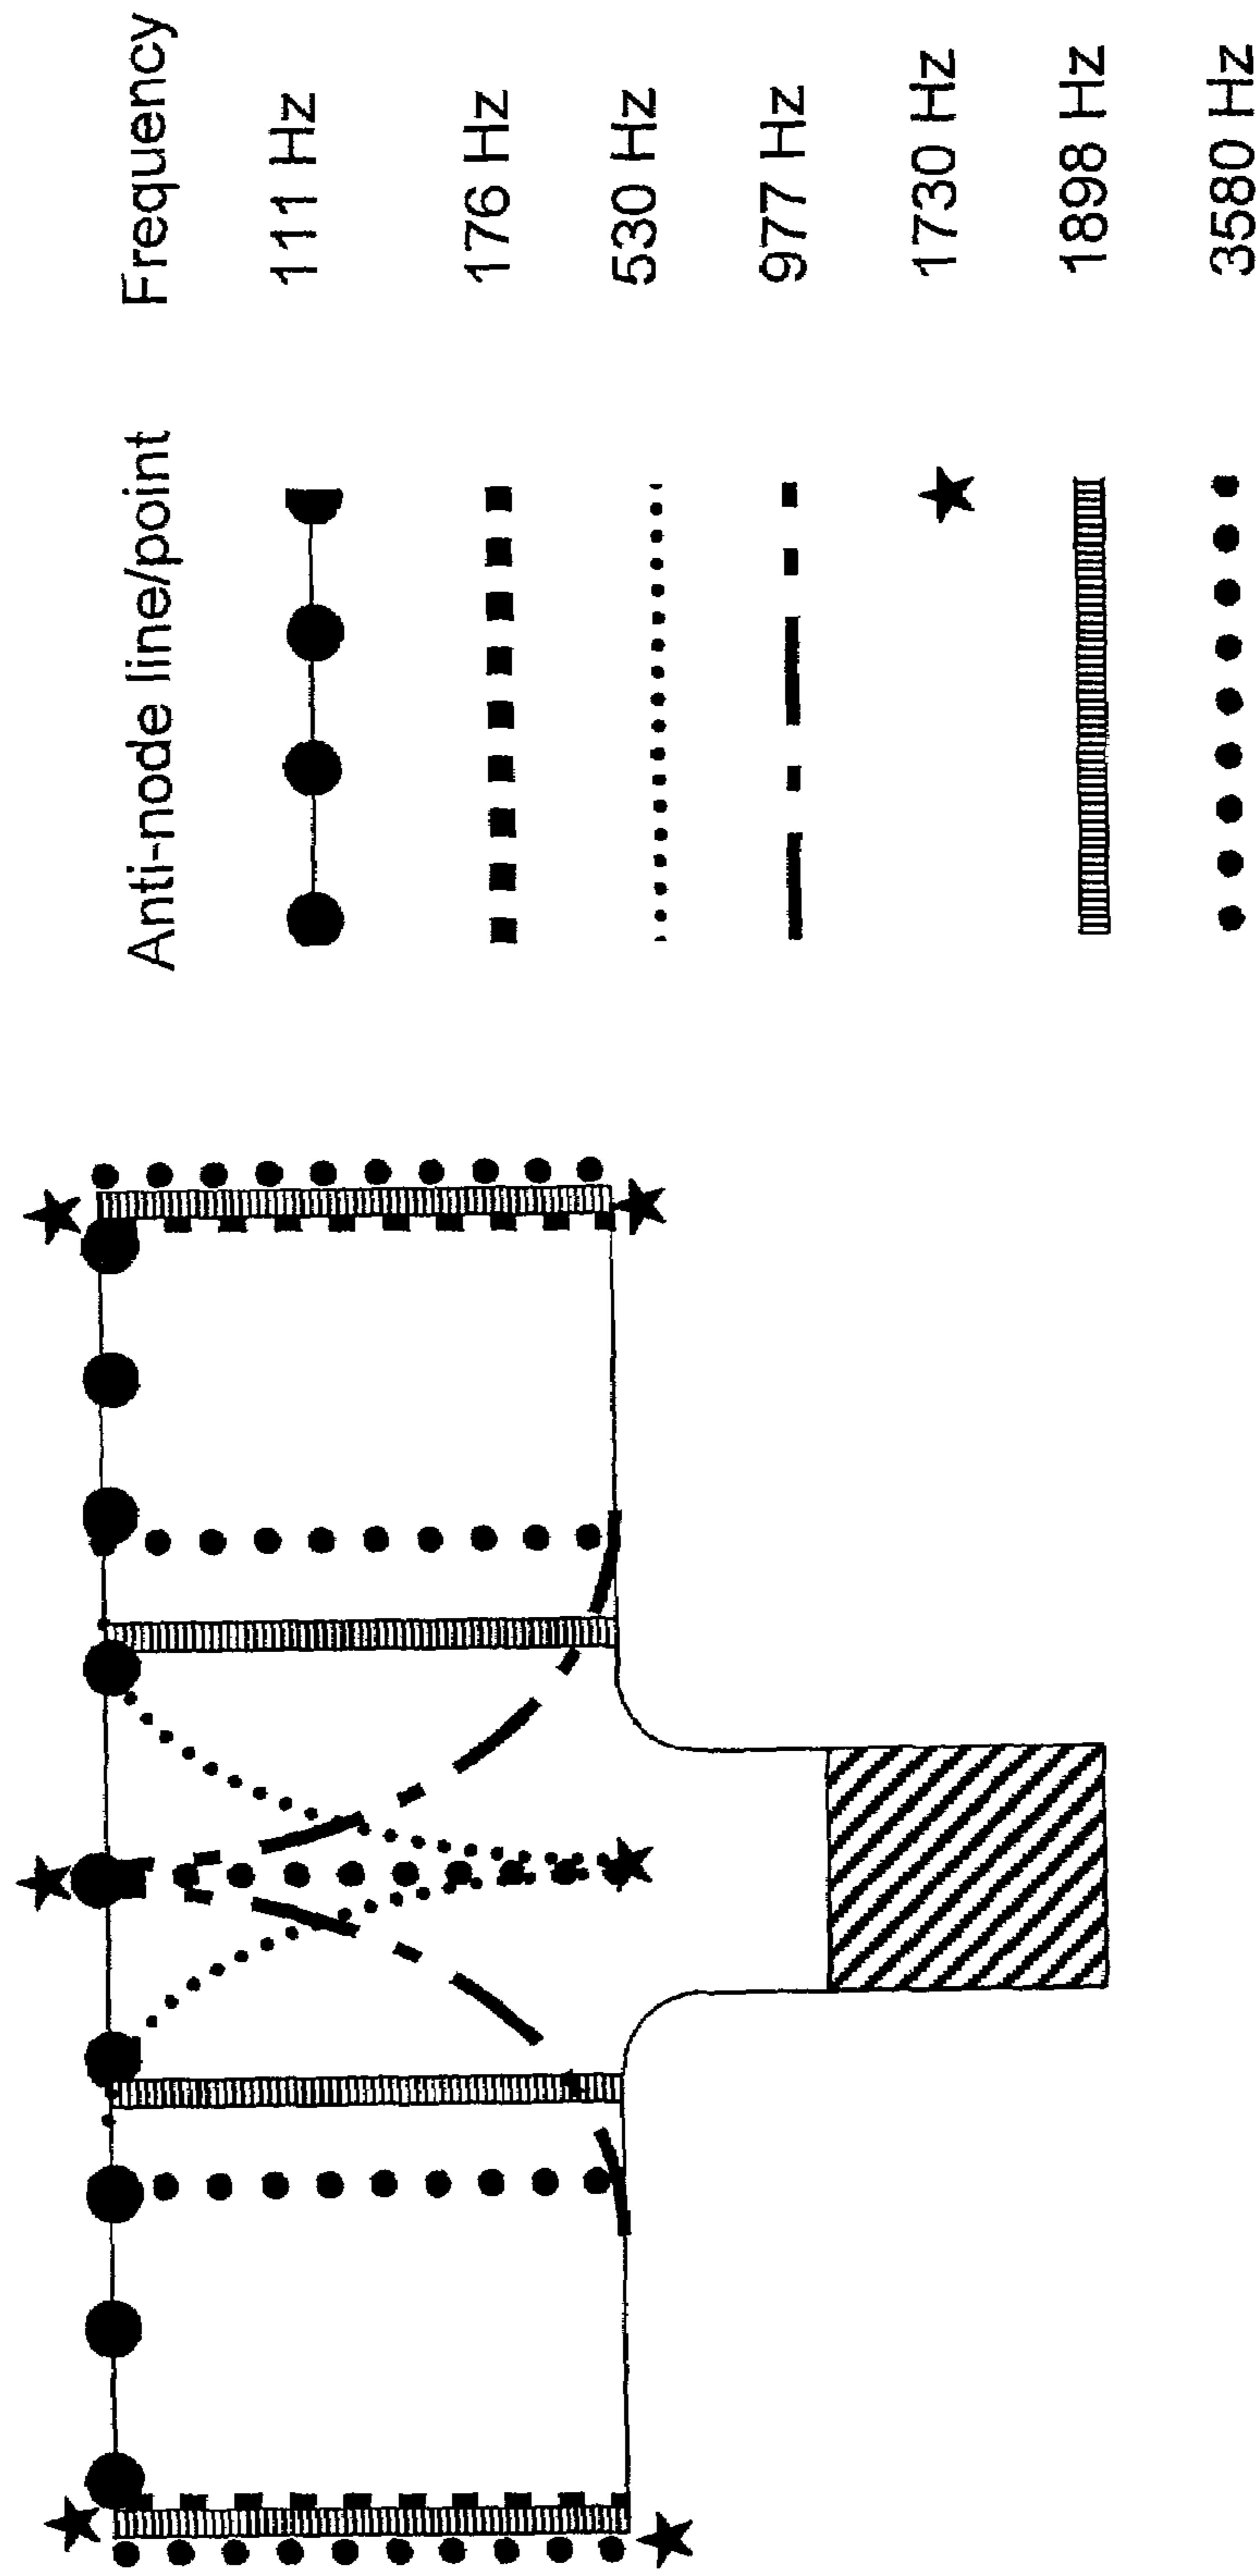 Anti-node line/point Frequency
111 Hz
176 Hz
530 Hz
977 Hz
1730 Hz
1898 Hz
3580 Hz